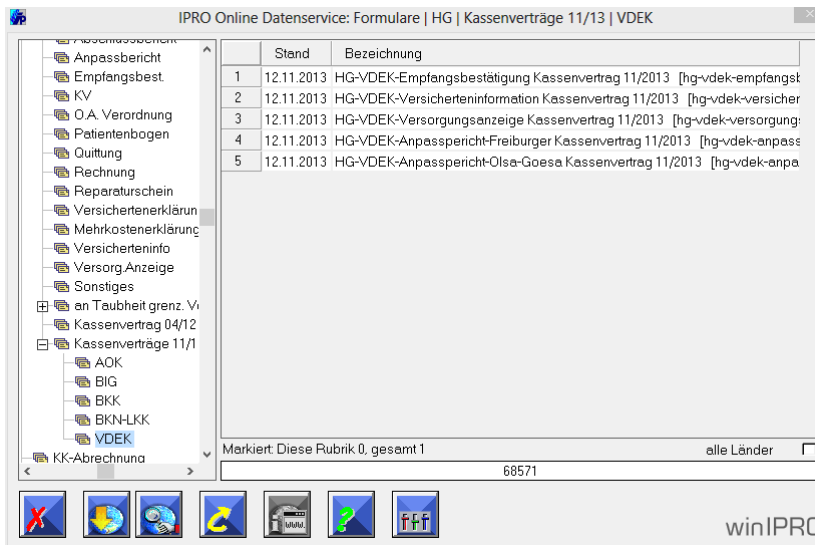 IPRO Online Datenservice: Formulare | HG | Kassenverträge 11/13 | VDEK
Anpassbericht
Empfangsbest.
KV
O.A. Verordnung
Patientenbogen
Quittung
Rechnung
Reparaturschein
Versichertenerklärun
Mehrkostenerklärung
Versicherteninfo
Versorg.Anzeige
Sonstiges
an Taubheit grenz. V
Kassenvertrag 04/12
Kassenverträge 11/1
AOK
BIG
BKK
BKN-LKK
VDEK
KK-Abrechnung
Stand Bezeichnung
1 12.11.2013 HG-VDEK-Empfangsbestätigung Kassenvertrag 11/2013 [hg-vdek-empfangsb
2 12.11.2013 HG-VDEK-Versicherteninformation Kassenvertrag 11/2013 [hg-vdek-versicher
3 12.11.2013 HG-VDEK-Versorgungsanzeige Kassenvertrag 11/2013 [hg-vdek-versorgung
4 12.11.2013 HG-VDEK-Anpasspericht-Freiburger Kassenvertrag 11/2013 [hg-vdek-anpass
5 12.11.2013 HG-VDEK-Anpasspericht-Olsa-Goesa Kassenvertrag 11/2013 [hg-vdek-anpa
Markiert: Diese Rubrik 0, gesamt 1 alle Länder
68571
www.
winIPRO